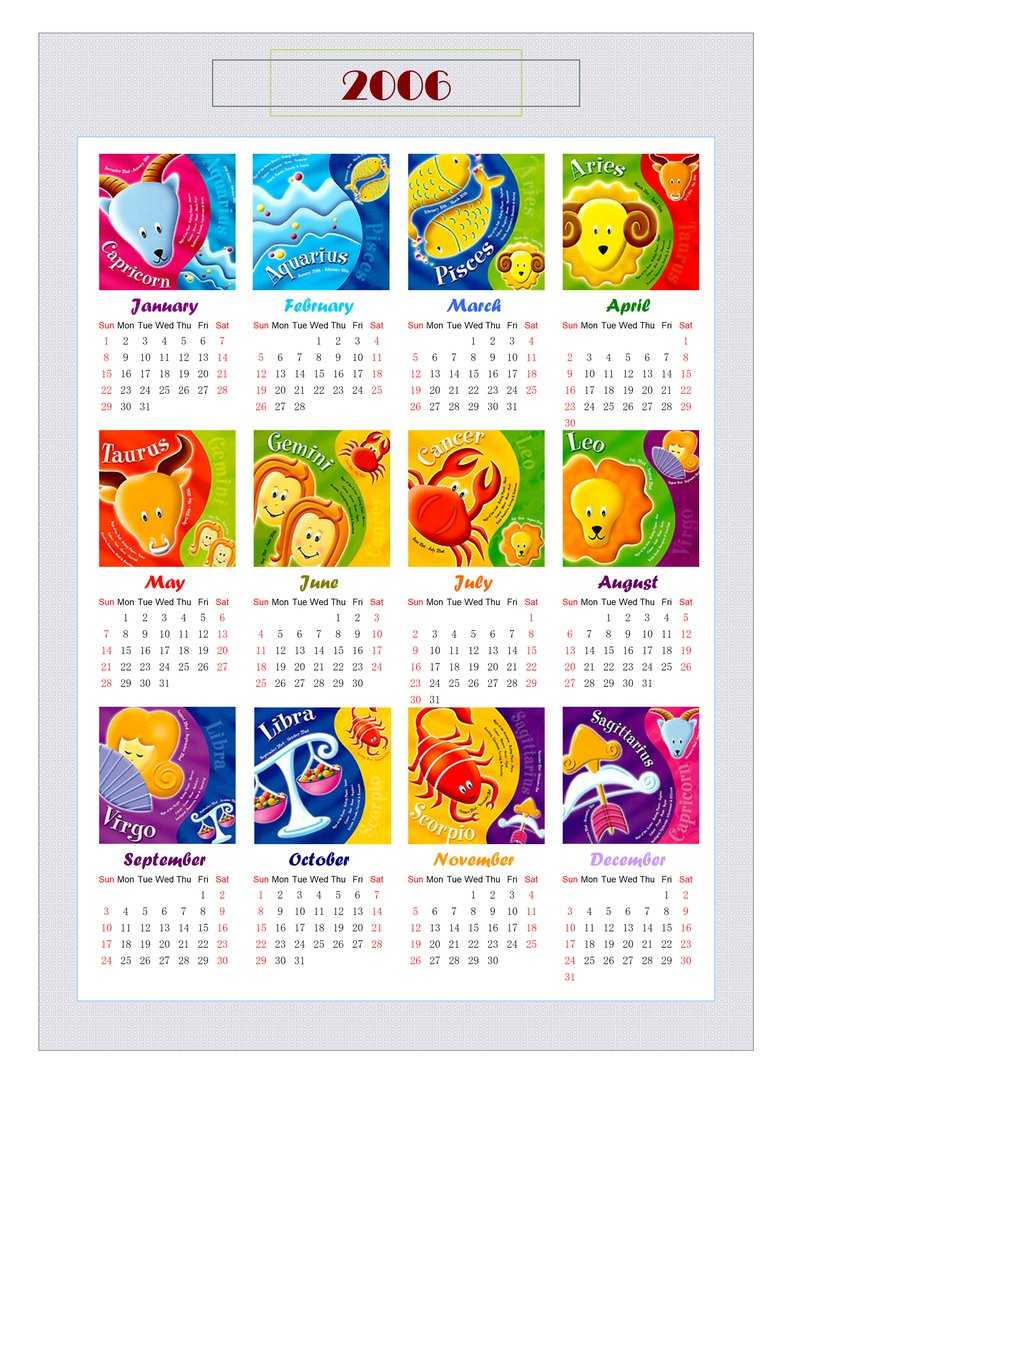 2006
Capricorn
Aquarius
Aquarius
Pisces
Pisces
Aries
Aries
Taurus
January
Sun Mon Tue Wed Thu Fri Sat
1 2 3 4 5 6 7
8 9 10 11 12 13 14
15 16 17 18 19 20 21
22 23 24 25 26 27 28
29 30 31
February
Sun Mon Tue Wed Thu Fri Sat
1 2 3 4
5 6 7 8 9 10 11
12 13 14 15 16 17 18
19 20 21 22 23 24 25
26 27 28
March
Sun Mon Tue Wed Thu Fri Sat
1 2 3 4
5 6 7 8 9 10 11
12 13 14 15 16 17 18
19 20 21 22 23 24 25
26 27 28 29 30 31
April
Sun Mon Tue Wed Thu Fri Sat
1
2 3 4 5 6 7 8
9 10 11 12 13 14 15
16 17 18 19 20 21 22
23 24 25 26 27 28 29
30
Taurus
Gemini
Gemini
Cancer
Cancer
Leo
Leo
Virgo
May
Sun Mon Tue Wed Thu Fri Sat
1 2 3 4 5 6
7 8 9 10 11 12 13
14 15 16 17 18 19 20
21 22 23 24 25 26 27
28 29 30 31
June
Sun Mon Tue Wed Thu Fri Sat
1 2 3
4 5 6 7 8 9 10
11 12 13 14 15 16 17
18 19 20 21 22 23 24
25 26 27 28 29 30
July
Sun Mon Tue Wed Thu Fri Sat
1
2 3 4 5 6 7 8
9 10 11 12 13 14 15
16 17 18 19 20 21 22
23 24 25 26 27 28 29
30 31
August
Sun Mon Tue Wed Thu Fri Sat
1 2 3 4 5
6 7 8 9 10 11 12
13 14 15 16 17 18 19
20 21 22 23 24 25 26
27 28 29 30 31
Virgo
Libra
Libra
Scorpio
Scorpio
Sagittarius
Sagittarius
Capricorn
September
Sun Mon Tue Wed Thu Fri Sat
1 2
3 4 5 6 7 8 9
10 11 12 13 14 15 16
17 18 19 20 21 22 23
24 25 26 27 28 29 30
October
Sun Mon Tue Wed Thu Fri Sat
1 2 3 4 5 6 7
8 9 10 11 12 13 14
15 16 17 18 19 20 21
22 23 24 25 26 27 28
29 30 31
November
Sun Mon Tue Wed Thu Fri Sat
1 2 3 4
5 6 7 8 9 10 11
12 13 14 15 16 17 18
19 20 21 22 23 24 25
26 27 28 29 30
December
Sun Mon Tue Wed Thu Fri Sat
1 2
3 4 5 6 7 8 9
10 11 12 13 14 15 16
17 18 19 20 21 22 23
24 25 26 27 28 29 30
31